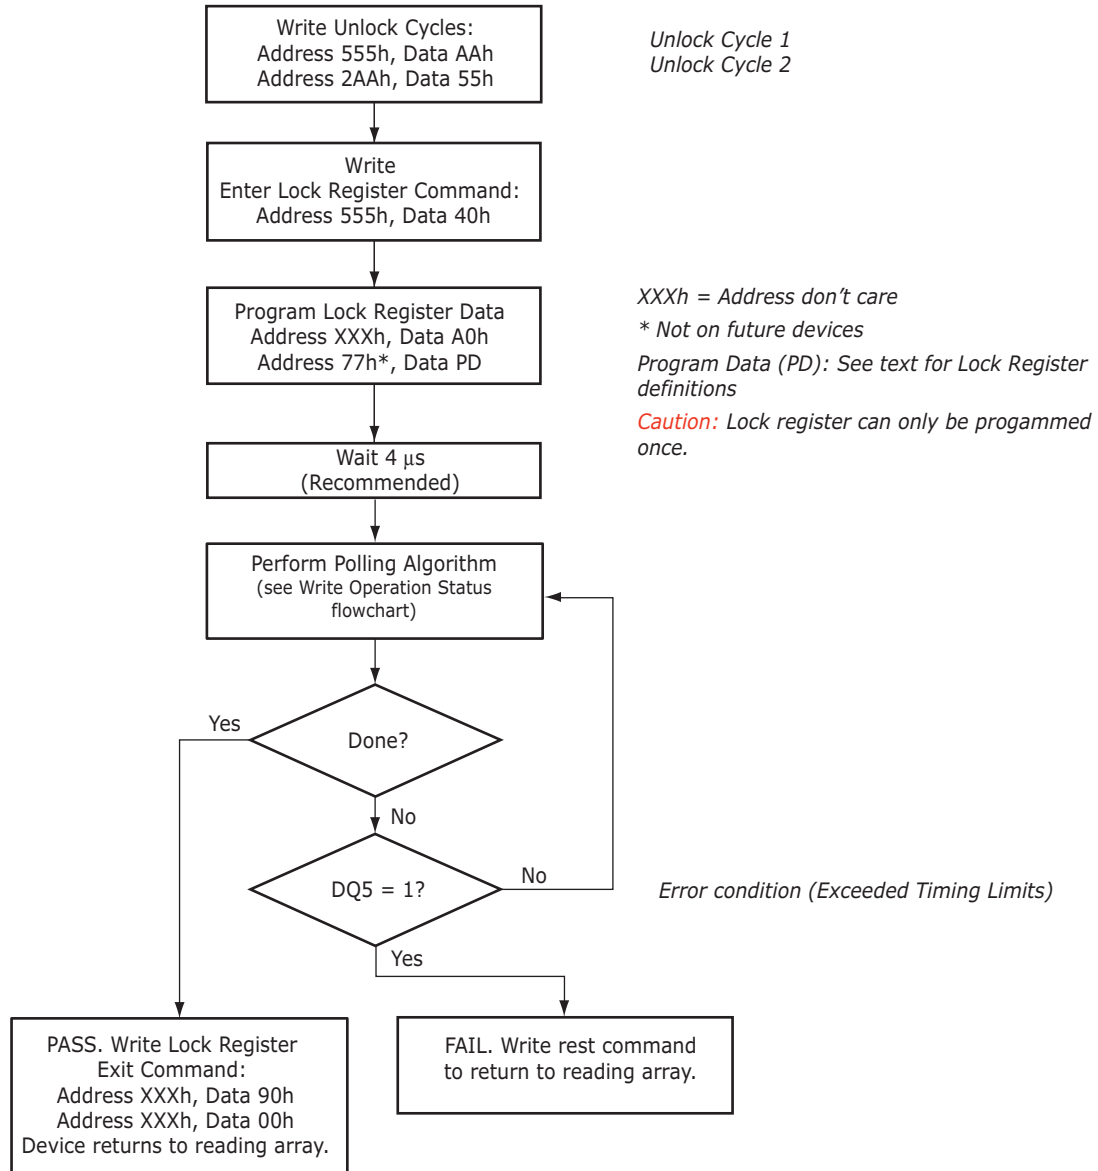 Write Unlock Cycles:
Address 555h, Data AAh
Address 2AAh, Data 55h
Unlock Cycle 1
Unlock Cycle 2
Write
Enter Lock Register Command:
Address 555h, Data 40h
Program Lock Register Data
Address XXXh, Data A0h
Address 77h*, Data PD
XXXh = Address don't care
* Not on future devices
Program Data (PD): See text for Lock Register
definitions
Caution: Lock register can only be progammed
once.
Wait 4 μs
(Recommended)
Perform Polling Algorithm
(see Write Operation Status
flowchart)
Yes
Done?
No
DQ5 = 1?
No
Error condition (Exceeded Timing Limits)
Yes
PASS. Write Lock Register
Exit Command:
Address XXXh, Data 90h
Address XXXh, Data 00h
Device returns to reading array.
FAIL. Write rest command
to return to reading array.